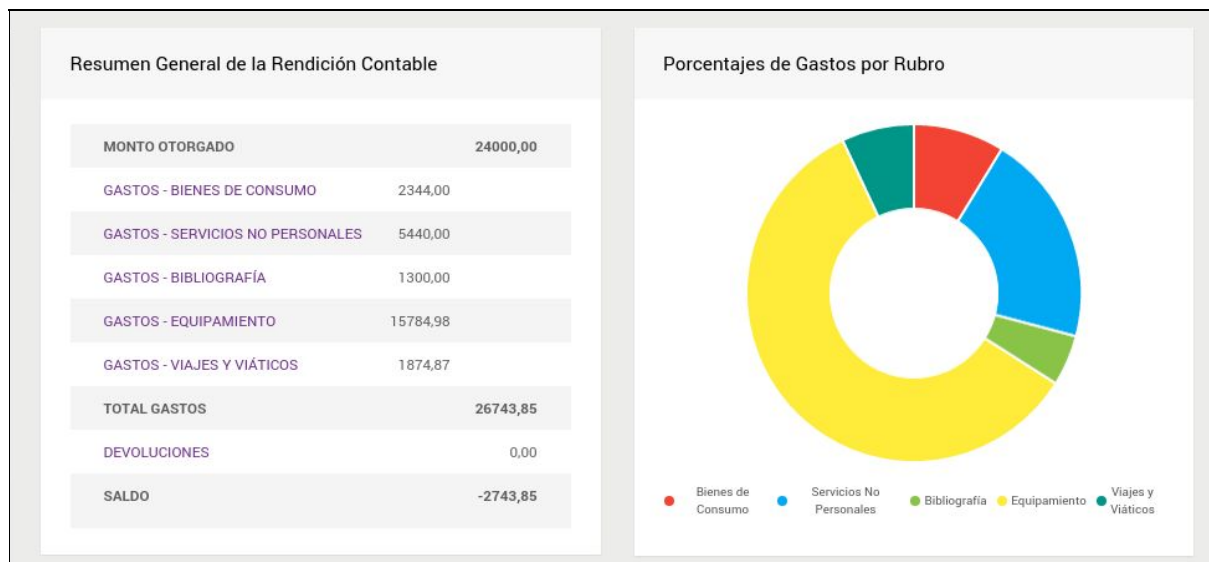 Resumen General de la Rendición Contable
MONTO OTORGADO 24000,00
GASTOS - BIENES DE CONSUMO 2344,00
GASTOS - SERVICIOS NO PERSONALES 5440,00
GASTOS - BIBLIOGRAFÍA 1300,00
GASTOS - EQUIPAMIENTO 15784,98
GASTOS - VIAJES Y VIÁTICOS 1874,87
TOTAL GASTOS 26743,85
DEVOLUCIONES 0,00
SALDO -2743,85
Porcentajes de Gastos por Rubro
Bienes de
Consumo
Servicios No
Personales
Bibliografía
Equipamiento
Viajes y
Viáticos